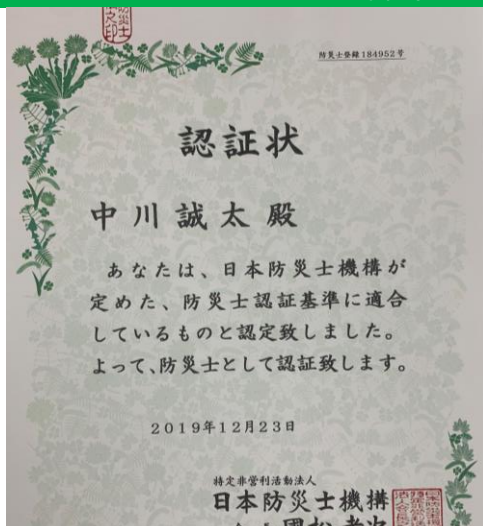 防災士登録184952号
認証状
中川誠太殿
あなたは、日本防災士機構が
定めた、防災士認証基準に適合
しているものと認定致しました。
よって、防災士として認証致します。
2019年12月23日
特定非営利活動法人
日本防災士機構